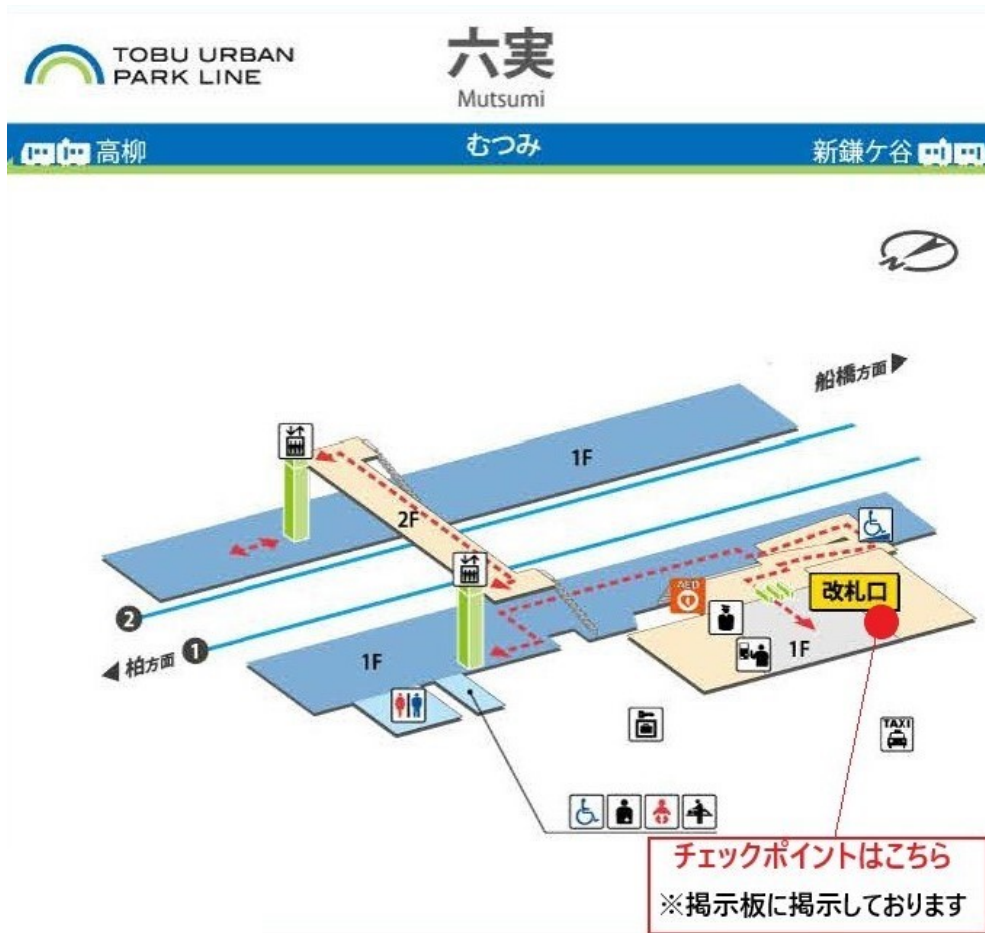 TOBU URBAN
PARK LINE
六実
Mutsumi
高柳
むつみ
新鎌ケ谷
N
船橋方面▶
1F
2F
❷
AED
改札口
❶
◀柏方面
1F
1F
TAXI
チェックポイントはこちら
※掲示板に掲示しております